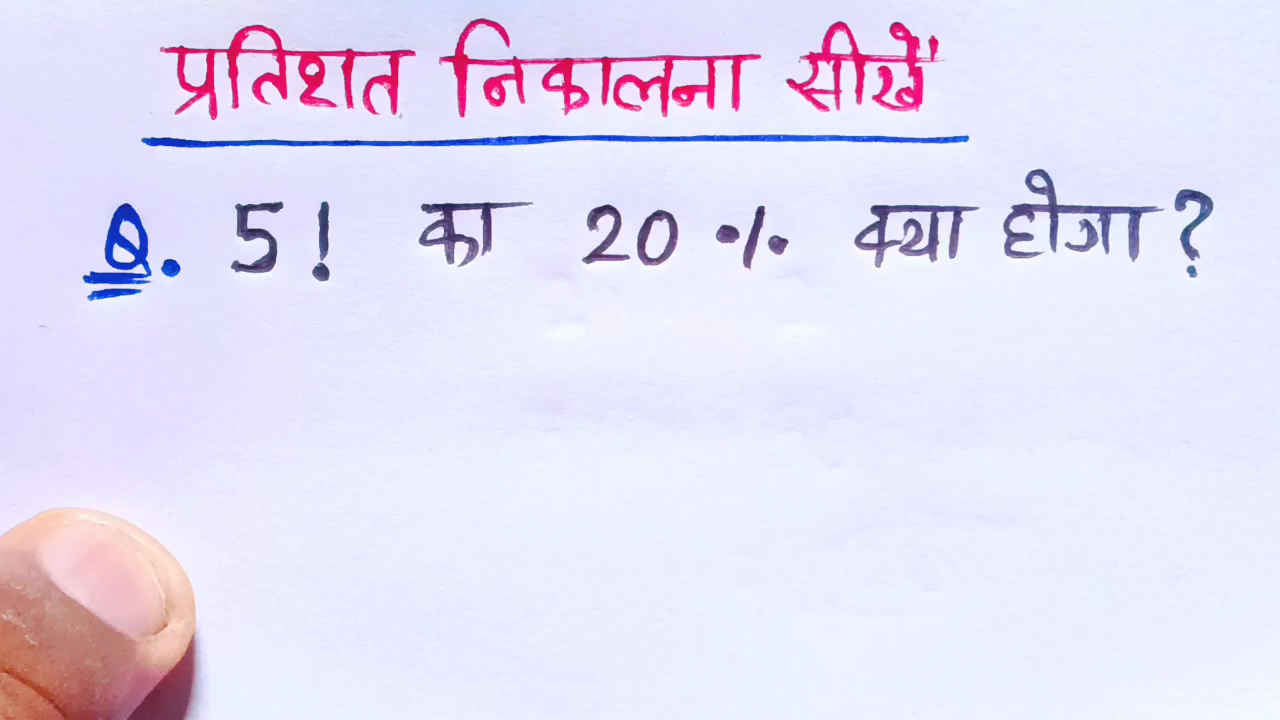 प्रतिशत निकालना सीखें
Q. 5! का 20 % क्या होगा ?